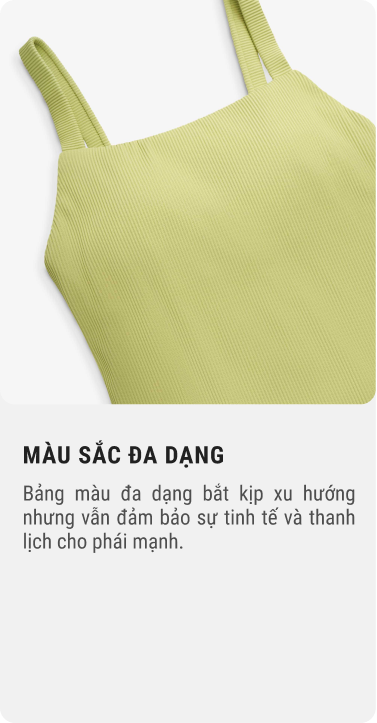 MÀU SẮC ĐA DẠNG
Bảng màu đa dạng bắt kịp xu hướng
nhưng vẫn đảm bảo sự tinh tế và thanh
lịch cho phái mạnh.